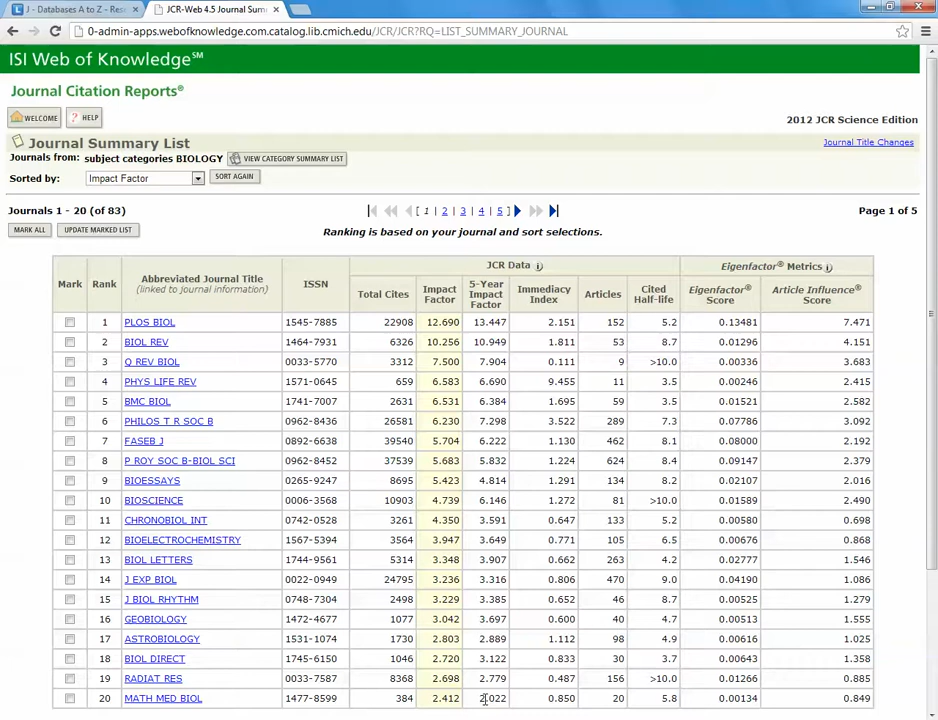 J - Databases A to Z - Res
JCR-Web 4.5 Journal Sum
0-admin-apps.webofknowledge.com.catalog.lib.cmich.edu/JCR/JCR?RQ=LIST_SUMMARY_JOURNAL
ISI Web of Knowledge℠
Journal Citation Reports®
WELCOME ? HELP
2012 JCR Science Edition
Journal Summary List
Journal Title Changes
Journals from: subject categories BIOLOGY VIEW CATEGORY SUMMARY LIST
Sorted by: Impact Factor SORT AGAIN
Journals 1 - 20 (of 83) [ 1 | 2 | 3 | 4 | 5 ] Page 1 of 5
MARK ALL UPDATE MARKED LIST
Ranking is based on your journal and sort selections.
Mark Rank Abbreviated Journal Title (linked to journal information) ISSN JCR Data i Eigenfactor® Metrics i
Total Cites Impact Factor 5-Year Impact Factor Immediacy Index Articles Cited Half-life Eigenfactor® Score Article Influence® Score
1 PLOS BIOL 1545-7885 22908 12.690 13.447 2.151 152 5.2 0.13481 7.471
2 BIOL REV 1464-7931 6326 10.256 10.949 1.811 53 8.7 0.01296 4.151
3 Q REV BIOL 0033-5770 3312 7.500 7.904 0.111 9 >10.0 0.00336 3.683
4 PHYS LIFE REV 1571-0645 659 6.583 6.690 9.455 11 3.5 0.00246 2.415
5 BMC BIOL 1741-7007 2631 6.531 6.384 1.695 59 3.5 0.01521 2.582
6 PHILOS T R SOC B 0962-8436 26581 6.230 7.298 3.522 289 7.3 0.07786 3.092
7 FASEB J 0892-6638 39540 5.704 6.222 1.130 462 8.1 0.08000 2.192
8 P ROY SOC B-BIOL SCI 0962-8452 37539 5.683 5.832 1.224 624 8.4 0.09147 2.379
9 BIOESSAYS 0265-9247 8695 5.423 4.814 1.291 134 8.2 0.02107 2.016
10 BIOSCIENCE 0006-3568 10903 4.739 6.146 1.272 81 >10.0 0.01589 2.490
11 CHRONOBIOL INT 0742-0528 3261 4.350 3.591 0.647 133 5.2 0.00580 0.698
12 BIOELECTROCHEMISTRY 1567-5394 3564 3.947 3.649 0.771 105 6.5 0.00676 0.868
13 BIOL LETTERS 1744-9561 5314 3.348 3.907 0.662 263 4.2 0.02777 1.546
14 J EXP BIOL 0022-0949 24795 3.236 3.316 0.806 470 9.0 0.04190 1.086
15 J BIOL RHYTHM 0748-7304 2498 3.229 3.385 0.652 46 8.7 0.00525 1.279
16 GEOBIOLOGY 1472-4677 1077 3.042 3.697 0.600 40 4.7 0.00513 1.555
17 ASTROBIOLOGY 1531-1074 1730 2.803 2.889 1.112 98 4.9 0.00616 1.025
18 BIOL DIRECT 1745-6150 1046 2.720 3.122 0.833 30 3.7 0.00643 1.358
19 RADIAT RES 0033-7587 8368 2.698 2.779 0.487 156 >10.0 0.01266 0.885
20 MATH MED BIOL 1477-8599 384 2.412 2.022 0.850 20 5.8 0.00134 0.849